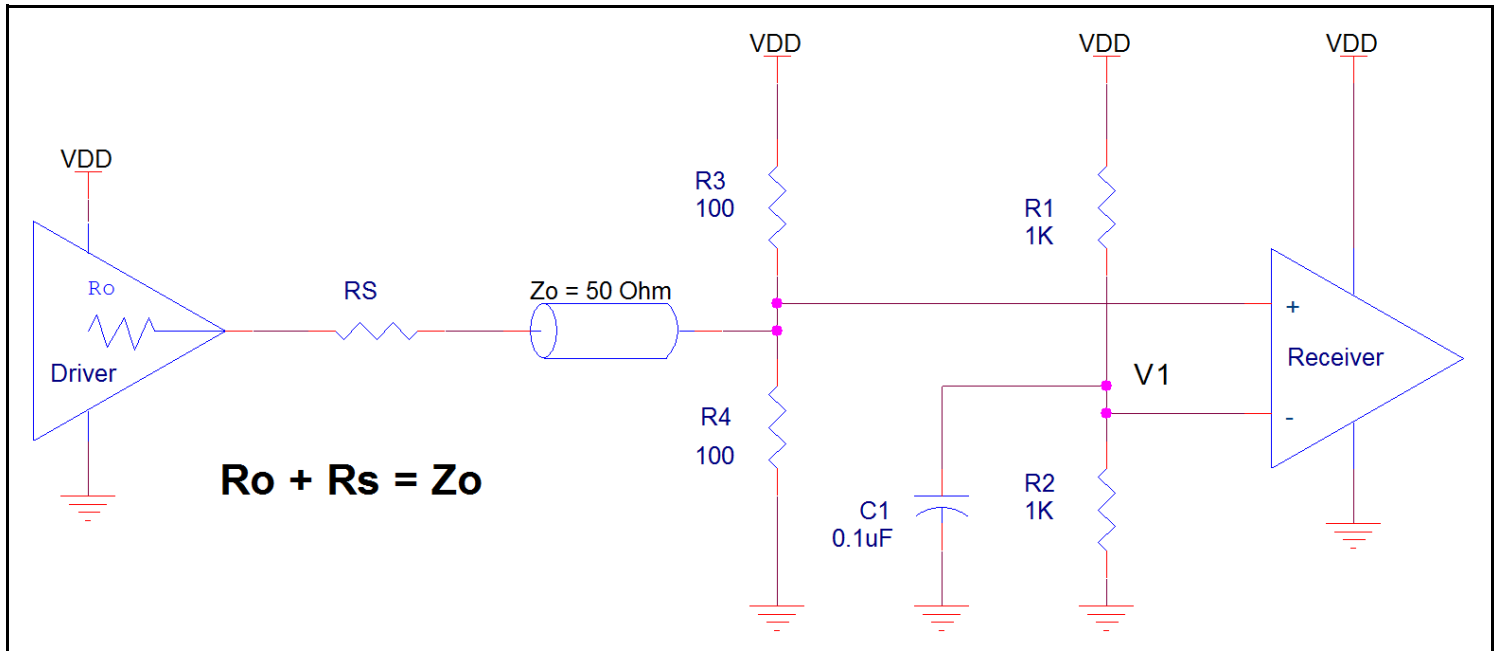 VDD
VDD
VDD
VDD
R3
100
R1
1K
Ro
RS
Zo = 50 Ohm
+
Driver
Receiver
V1
-
R4
100
Ro + Rs = Zo
R2
1K
C1
0.1uF